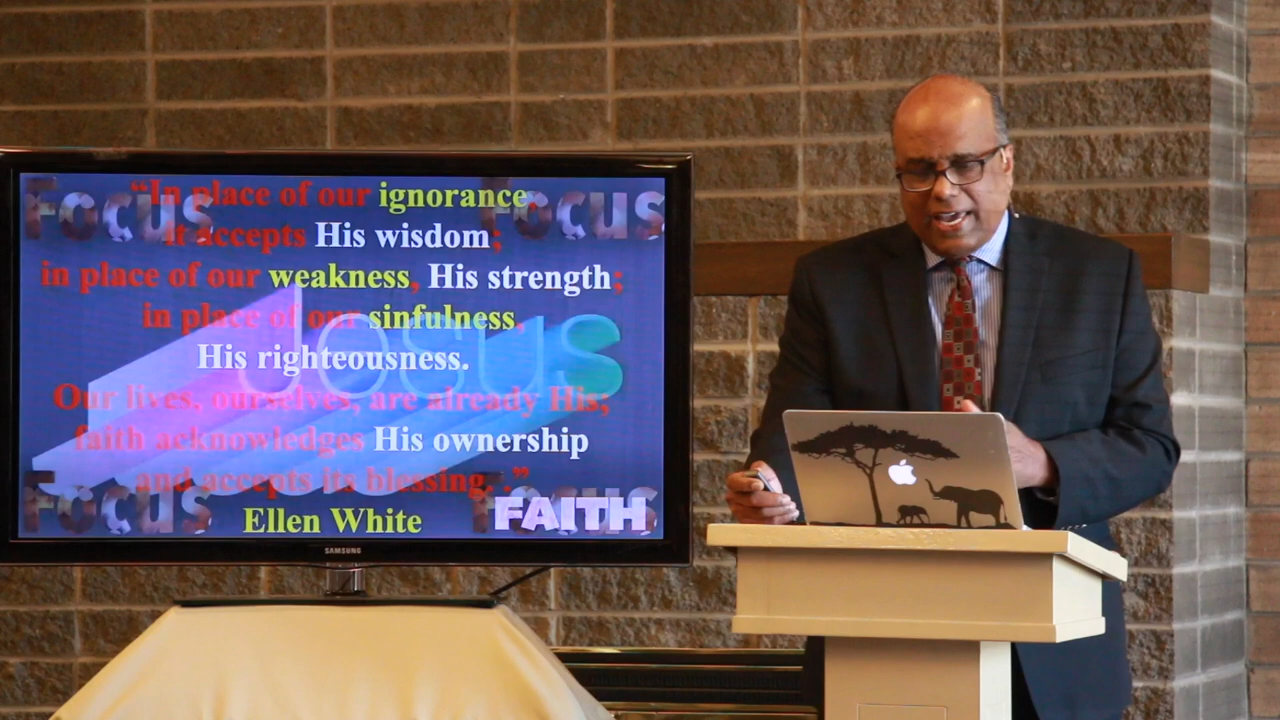 Focus Focus
“In place of our ignorance,
it accepts His wisdom;
in place of our weakness, His strength;
in place of our sinfulness,
His righteousness.
Jesus
Our lives, ourselves, are already His;
faith acknowledges His ownership
and accepts its blessing. .”
Focus Focus
Ellen White
FAITH
SAMSUNG